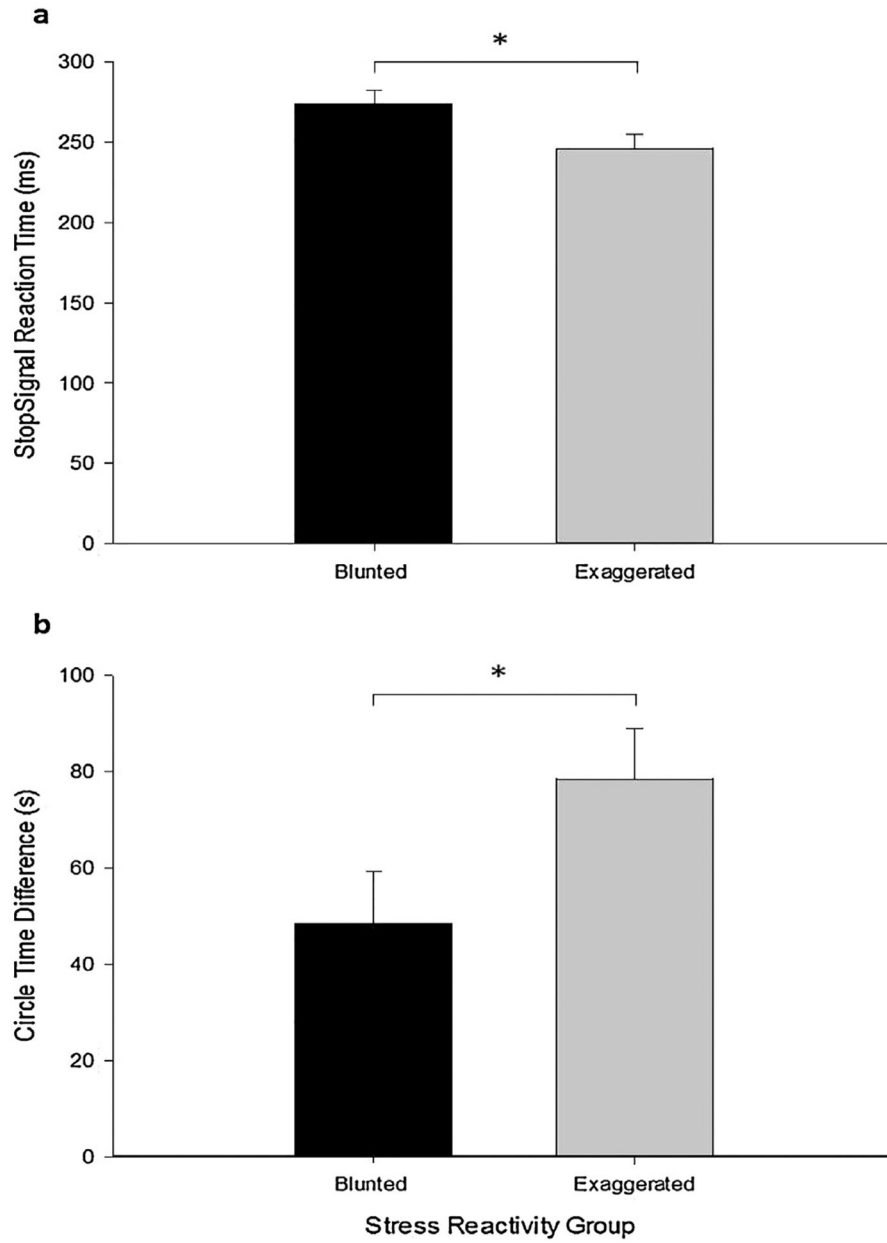 a
*
StopSignal Reaction Time (ms)
300
250
200
150
100
50
0
Blunted Exaggerated
b
*
Circle Time Difference (s)
100
80
60
40
20
0
Blunted Exaggerated
Stress Reactivity Group